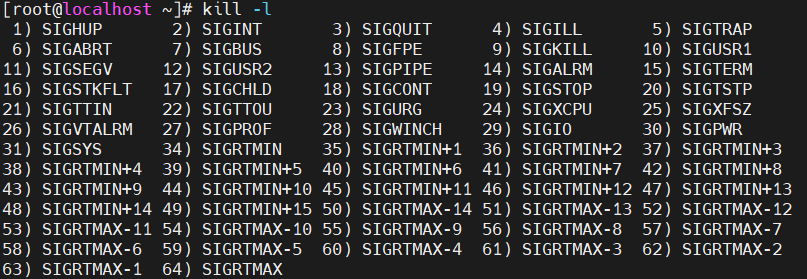 [root@localhost ~]# kill -l
 1) SIGHUP       2) SIGINT       3) SIGQUIT      4) SIGILL       5) SIGTRAP
 6) SIGABRT      7) SIGBUS       8) SIGFPE       9) SIGKILL     10) SIGUSR1
11) SIGSEGV     12) SIGUSR2     13) SIGPIPE     14) SIGALRM     15) SIGTERM
16) SIGSTKFLT   17) SIGCHLD     18) SIGCONT     19) SIGSTOP     20) SIGTSTP
21) SIGTTIN     22) SIGTTOU     23) SIGURG      24) SIGXCPU     25) SIGXFSZ
26) SIGVTALRM   27) SIGPROF     28) SIGWINCH    29) SIGIO       30) SIGPWR
31) SIGSYS      34) SIGRTMIN    35) SIGRTMIN+1  36) SIGRTMIN+2  37) SIGRTMIN+3
38) SIGRTMIN+4  39) SIGRTMIN+5  40) SIGRTMIN+6  41) SIGRTMIN+7  42) SIGRTMIN+8
43) SIGRTMIN+9  44) SIGRTMIN+10 45) SIGRTMIN+11 46) SIGRTMIN+12 47) SIGRTMIN+13
48) SIGRTMIN+14 49) SIGRTMIN+15 50) SIGRTMAX-14 51) SIGRTMAX-13 52) SIGRTMAX-12
53) SIGRTMAX-11 54) SIGRTMAX-10 55) SIGRTMAX-9  56) SIGRTMAX-8  57) SIGRTMAX-7
58) SIGRTMAX-6  59) SIGRTMAX-5  60) SIGRTMAX-4  61) SIGRTMAX-3  62) SIGRTMAX-2
63) SIGRTMAX-1  64) SIGRTMAX